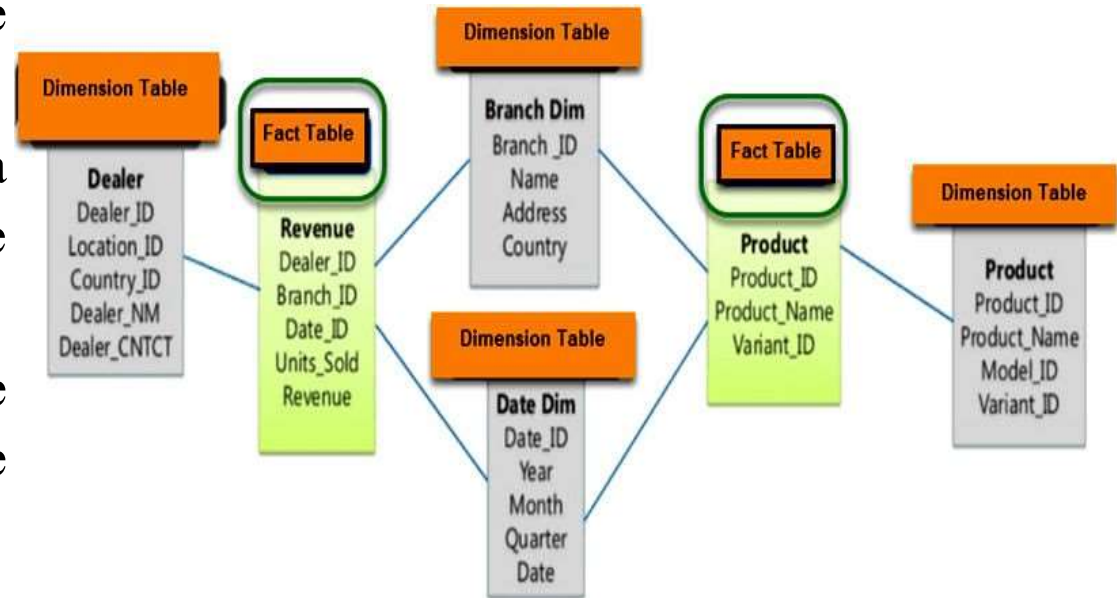 e
a
e
e
e
Dimension Table
Dealer
Dealer_ID
Location_ID
Country_ID
Dealer_NM
Dealer_CNTCT
Fact Table
Revenue
Dealer_ID
Branch_ID
Date_ID
Units_Sold
Revenue
Dimension Table
Branch Dim
Branch _ID
Name
Address
Country
Dimension Table
Date Dim
Date_ID
Year
Month
Quarter
Date
Fact Table
Product
Product_ID
Product_Name
Variant_ID
Dimension Table
Product
Product_ID
Product_Name
Model_ID
Variant_ID